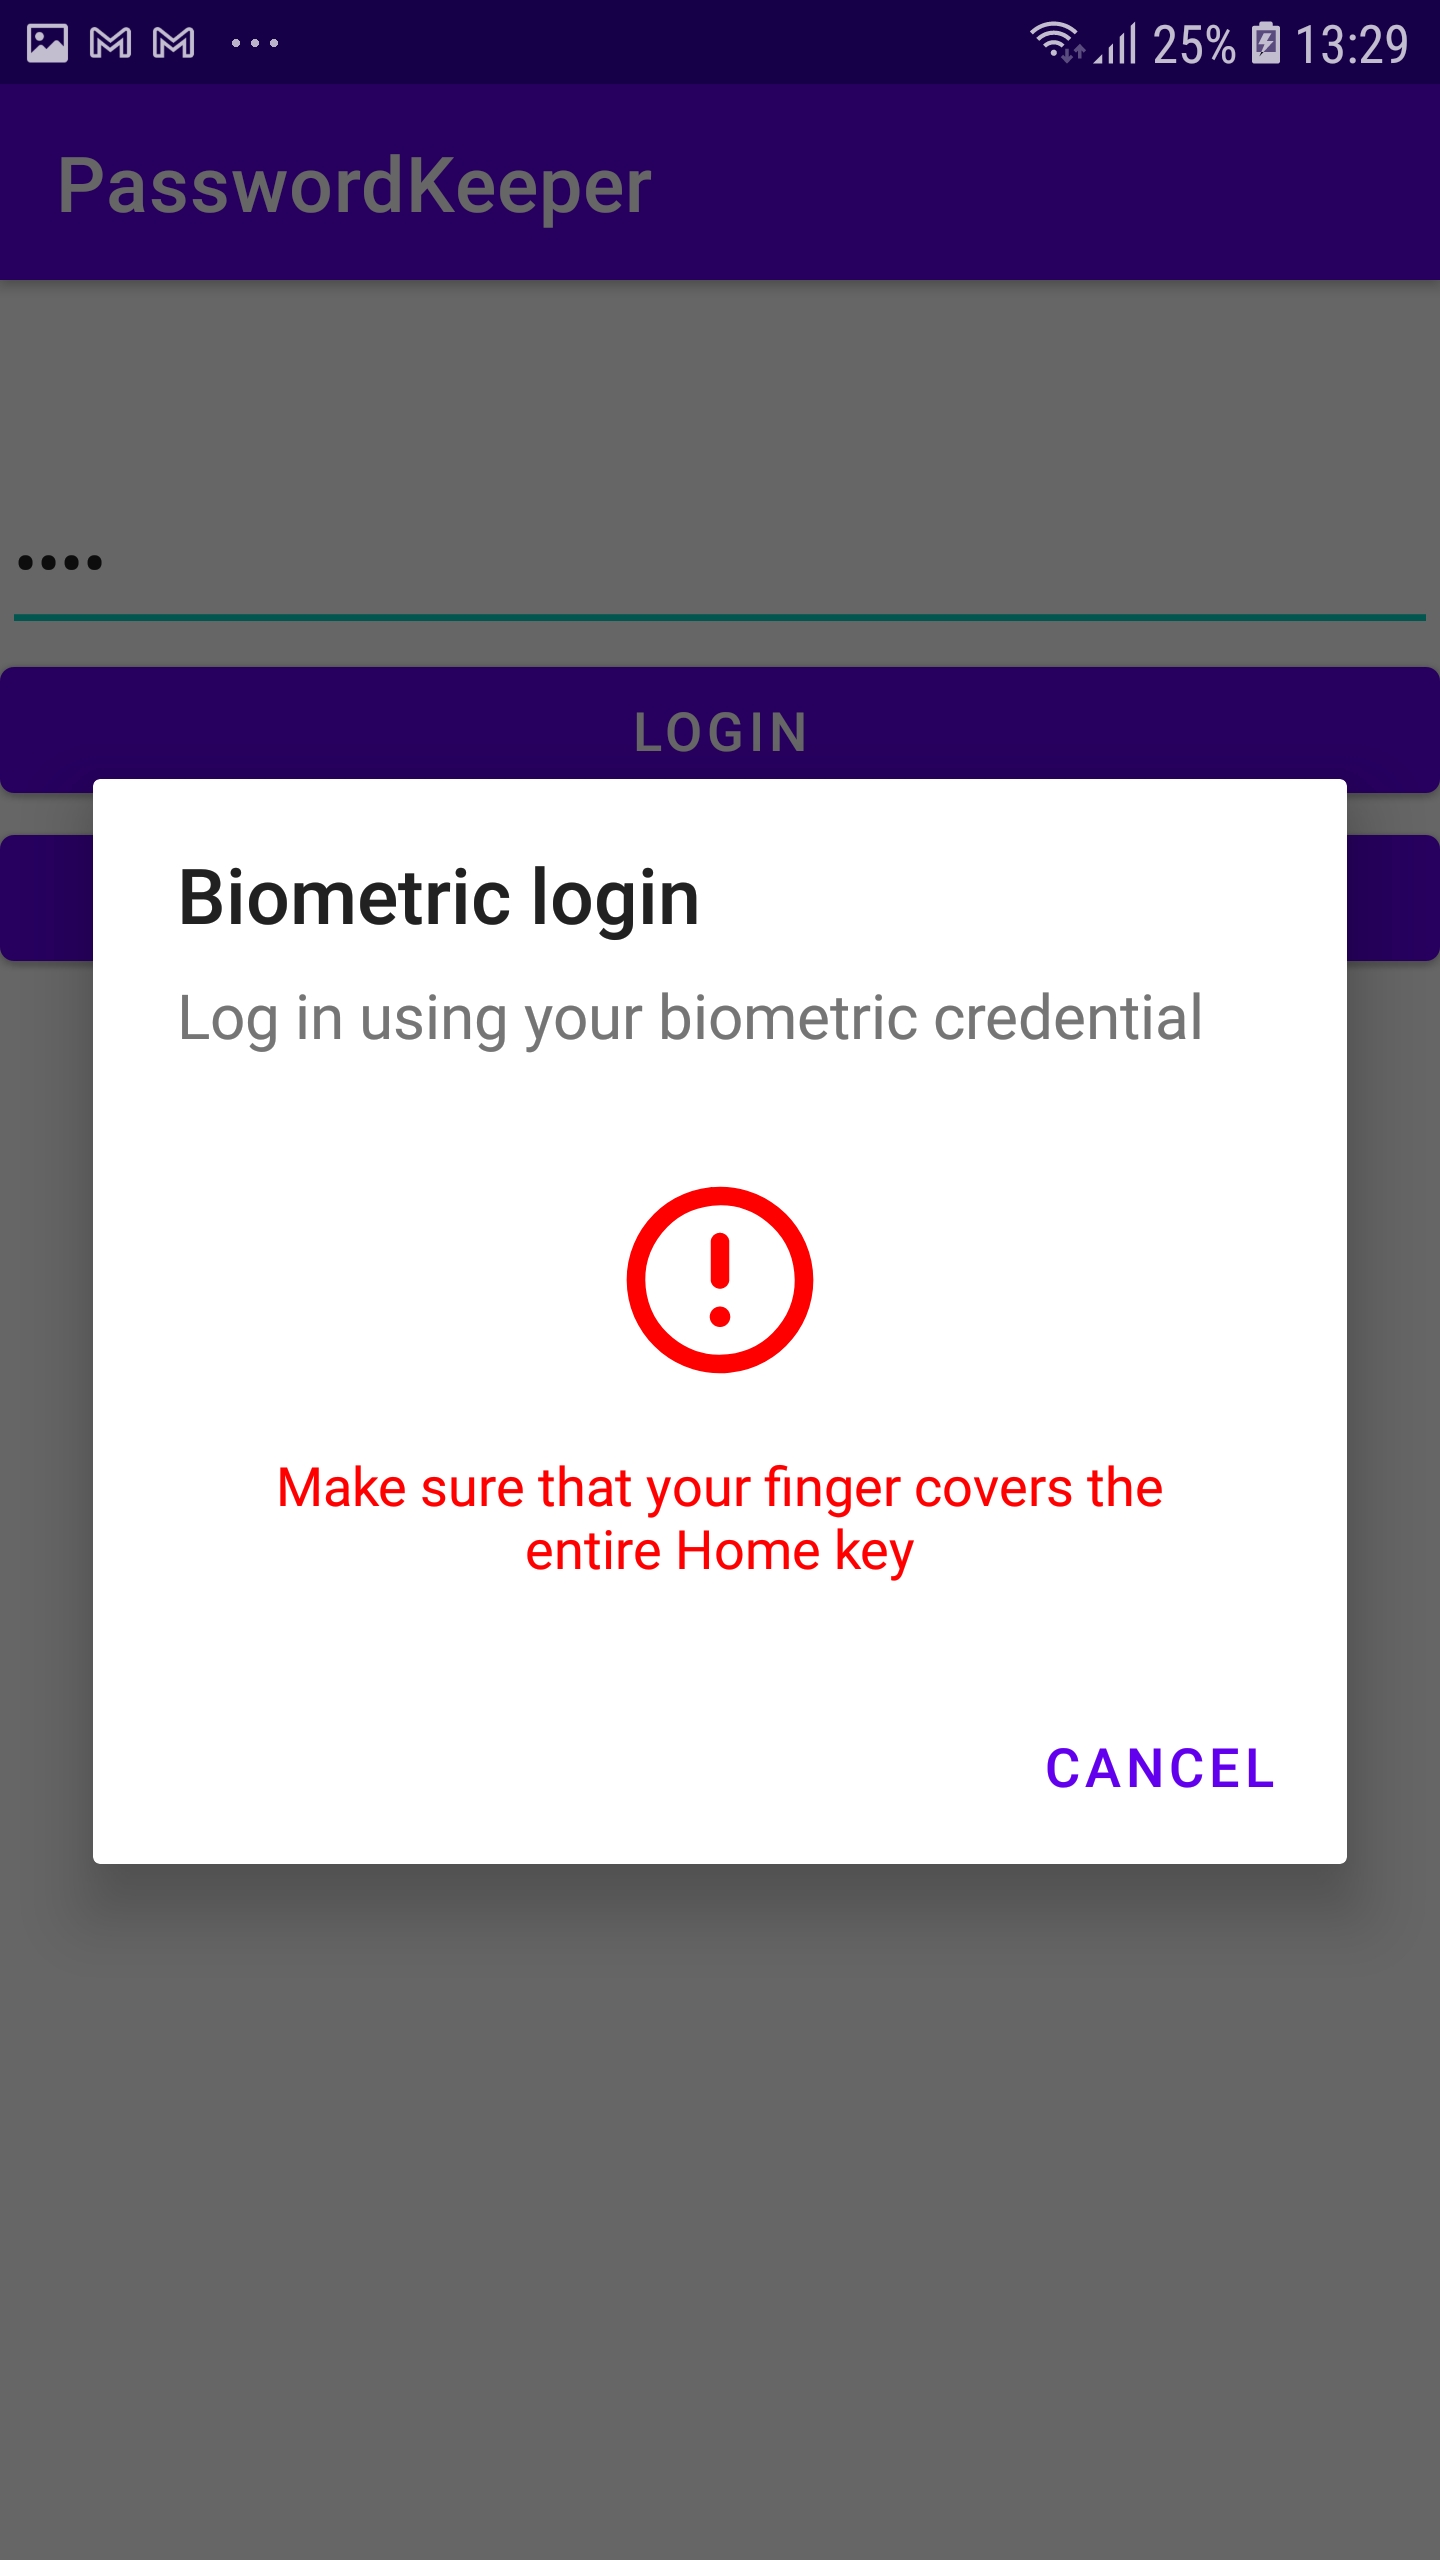 25% 13:29
PasswordKeeper
••••
LOGIN
Biometric login
Log in using your biometric credential
Make sure that your finger covers the
entire Home key
CANCEL